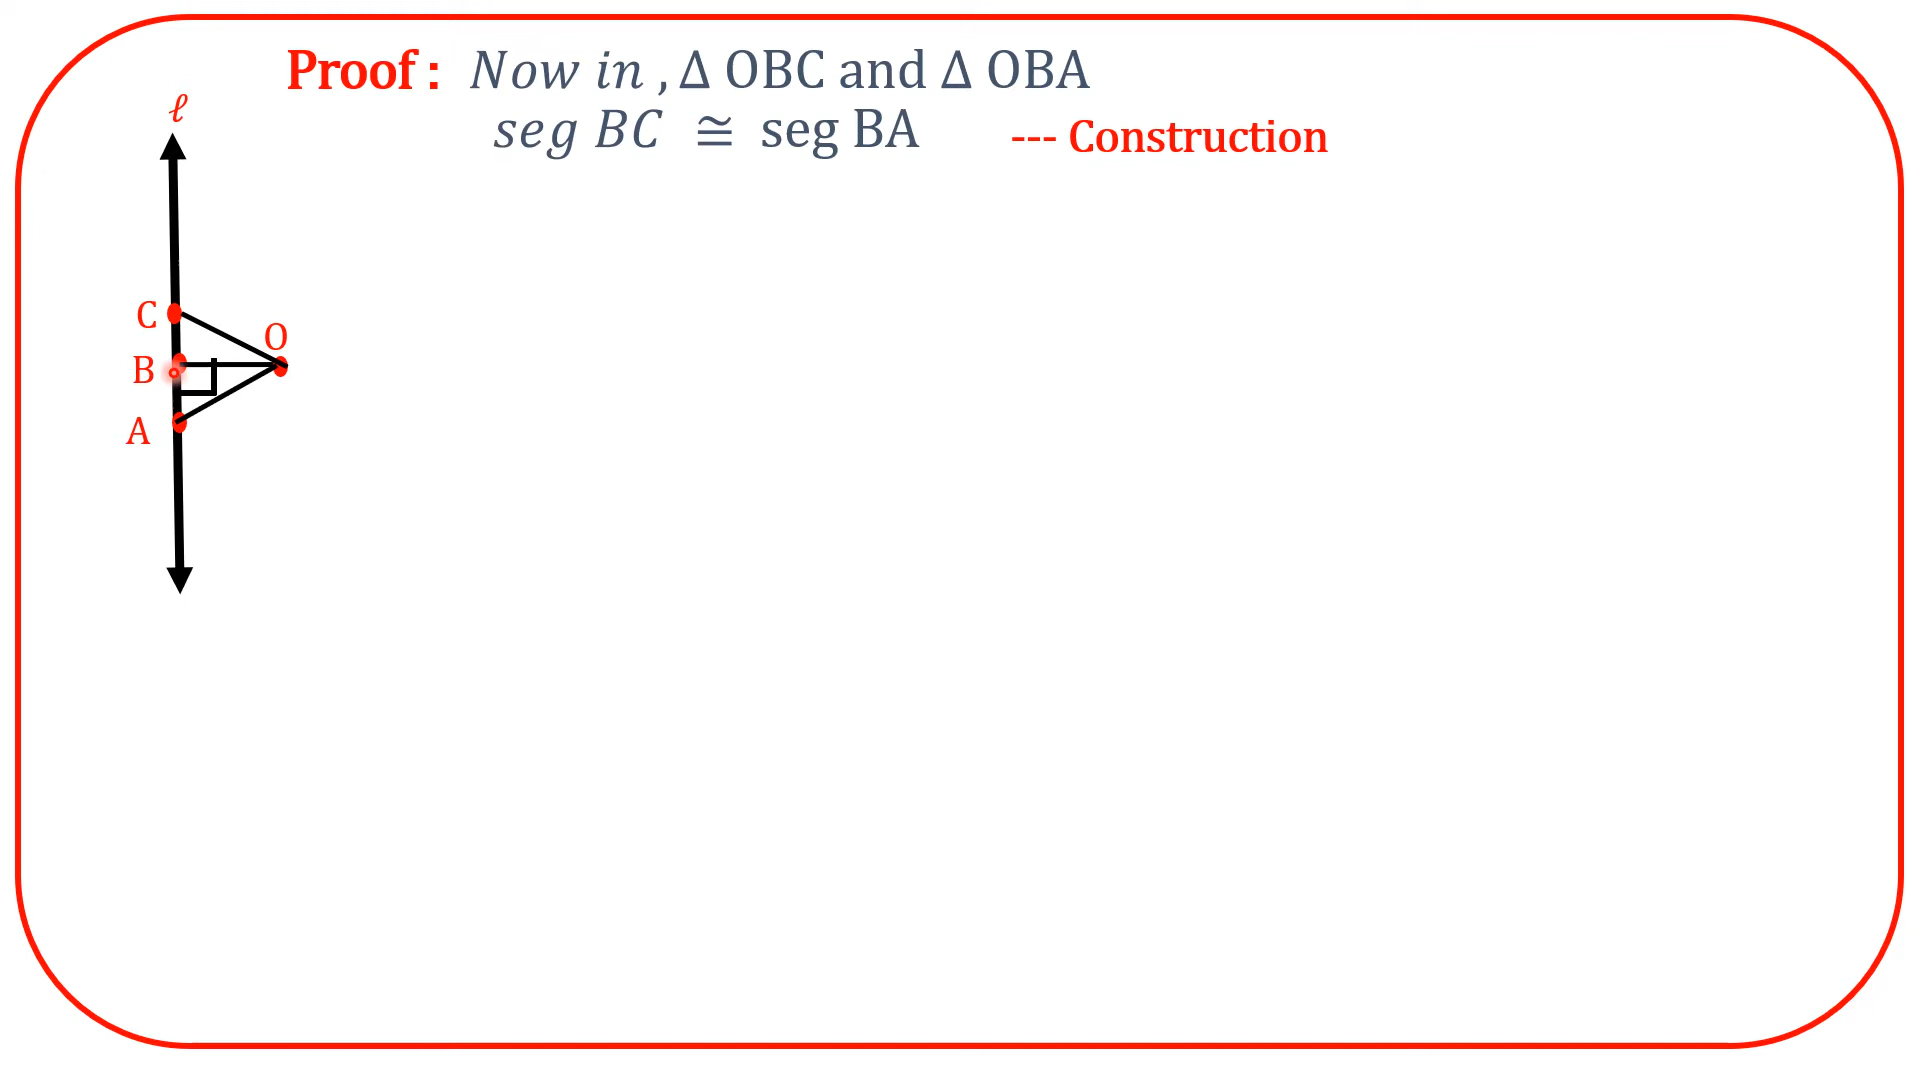 Proof : Now in , Δ OBC and Δ OBA
ℓ
seg BC ≅ seg BA --- Construction
C
O
B
A